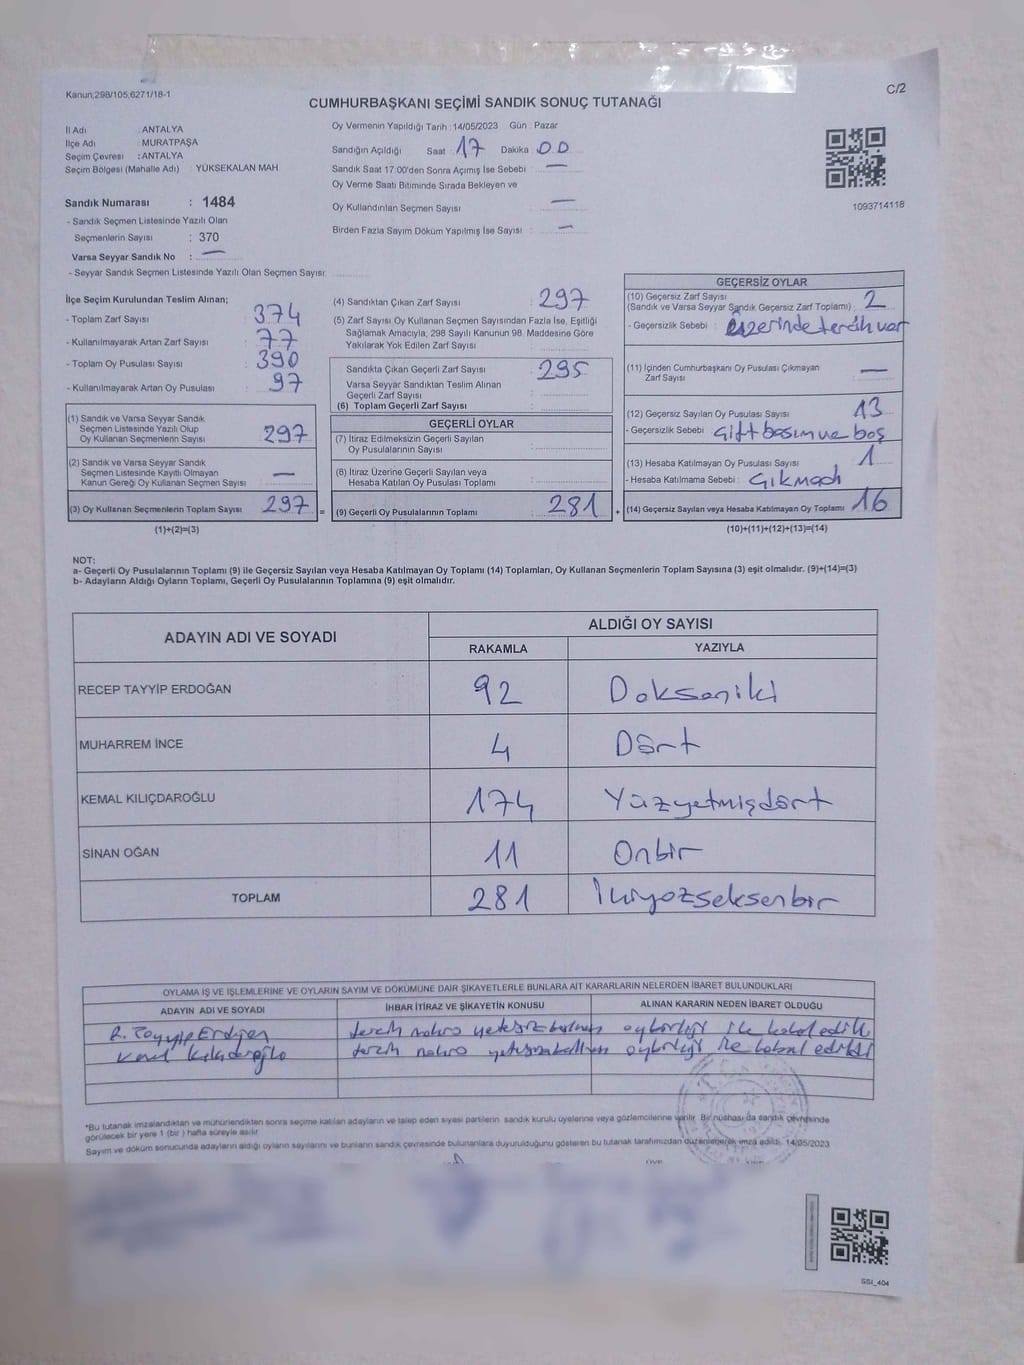 Kanun;298/105;6271/18-1
C/2
CUMHURBAŞKANI SEÇİMİ SANDIK SONUÇ TUTANAĞI
İl Adı : ANTALYA
İlçe Adı : MURATPAŞA
Seçim Çevresi : ANTALYA
Seçim Bölgesi (Mahalle Adı) : YÜKSEKALAN MAH
Sandık Numarası : 1484
- Sandık Seçmen Listesinde Yazılı Olan
Seçmenlerin Sayısı : 370
Varsa Seyyar Sandık No : —
- Seyyar Sandık Seçmen Listesinde Yazılı Olan Seçmen Sayısı:
Oy Vermenin Yapıldığı Tarih : 14/05/2023 Gün : Pazar
Sandığın Açıldığı Saat 17 Dakika 00
Sandık Saat 17:00'den Sonra Açımış İse Sebebi : —
Oy Verme Saati Bitiminde Sırada Bekleyen ve
Oy Kullandırılan Seçmen Sayısı : —
Birden Fazla Sayım Döküm Yapılmış İse Sayısı : —
1093714118
İlçe Seçim Kurulundan Teslim Alınan;
- Toplam Zarf Sayısı : 374
- Kullanılmayarak Artan Zarf Sayısı : 77
- Toplam Oy Pusulası Sayısı : 390
- Kullanılmayarak Artan Oy Pusulası : 97
(1) Sandık ve Varsa Seyyar Sandık
Seçmen Listesinde Yazılı Olup
Oy Kullanan Seçmenlerin Sayısı : 297
(2) Sandık ve Varsa Seyyar Sandık
Seçmen Listesinde Kayıtlı Olmayan
Kanun Gereği Oy Kullanan Seçmen Sayısı : —
(3) Oy Kullanan Seçmenlerin Toplam Sayısı : 297 =
(1)+(2)=(3)
(4) Sandıktan Çıkan Zarf Sayısı : 297
(5) Zarf Sayısı, Oy Kullanan Seçmen Sayısından Fazla İse, Eşitliği
Sağlamak Amacıyla, 298 Sayılı Kanunun 98. Maddesine Göre
Yakılarak Yok Edilen Zarf Sayısı :
Sandıkta Çıkan Geçerli Zarf Sayısı : 295
Varsa Seyyar Sandıktan Teslim Alınan
Geçerli Zarf Sayısı :
(6) Toplam Geçerli Zarf Sayısı :
GEÇERLİ OYLAR
(7) İtiraz Edilmeksizin Geçerli Sayılan
Oy Pusulalarının Sayısı :
(8) İtiraz Üzerine Geçerli Sayılan veya
Hesaba Katılan Oy Pusulası Toplamı :
(9) Geçerli Oy Pusulalarının Toplamı : 281 +
GEÇERSİZ OYLAR
(10) Geçersiz Zarf Sayısı
(Sandık ve Varsa Seyyar Sandık Geçersiz Zarf Toplamı) : 2
- Geçersizlik Sebebi : üzerinde tercih var
(11) İçinden Cumhurbaşkanı Oy Pusulası Çıkmayan
Zarf Sayısı : —
(12) Geçersiz Sayılan Oy Pusulası Sayısı : 13
- Geçersizlik Sebebi : Çift basım ve boş
(13) Hesaba Katılmayan Oy Pusulası Sayısı : 1
- Hesaba Katılmama Sebebi : Çıkmadı
(14) Geçersiz Sayılan veya Hesaba Katılmayan Oy Toplamı : 16
(10)+(11)+(12)+(13)=(14)
NOT:
a- Geçerli Oy Pusulalarının Toplamı (9) ile Geçersiz Sayılan veya Hesaba Katılmayan Oy Toplamı (14) Toplamları, Oy Kullanan Seçmenlerin Toplam Sayısına (3) eşit olmalıdır. (9)+(14)=(3)
b- Adayların Aldığı Oyların Toplamı, Geçerli Oy Pusulalarının Toplamına (9) eşit olmalıdır.
ADAYIN ADI VE SOYADI
ALDIĞI OY SAYISI
RAKAMLA YAZIYLA
RECEP TAYYİP ERDOĞAN 92 Doksaniki
MUHARREM İNCE 4 Dört
KEMAL KILIÇDAROĞLU 174 Yüzyetmişdört
SİNAN OĞAN 11 Onbir
TOPLAM 281 İkiyüzseksenbir
OYLAMA İŞ VE İŞLEMLERİNE VE OYLARIN SAYIM VE DÖKÜMÜNE DAİR ŞİKAYETLERLE BUNLARA AİT KARARLARIN NELERDEN İBARET BULUNDUKLARI
ADAYIN ADI VE SOYADI İHBAR İTİRAZ VE ŞİKAYETİN KONUSU ALINAN KARARIN NEDEN İBARET OLDUĞU
R. Tayyip Erdoğan tercih mührü oybirliği ile kabul edildi
Kemal Kılıçdaroğlu tercih mührü oybirliği ile kabul edildi
*Bu tutanak imzalandıktan ve mühürlendikten sonra seçime katılan adayların ve talep eden siyasi partilerin sandık kurulu üyelerine veya gözlemcilerine verilir. Bir nüshası da sandık çevresinde
görülecek bir yere 1 (bir) hafta süreyle asılır.
Sayım ve döküm sonucunda adayların aldığı oyların sayılarını ve bunların sandık çevresinde bulunanlara duyurulduğunu gösteren bu tutanak tarafımızdan düzenlenerek imza edildi. 14/05/2023
SSI_404